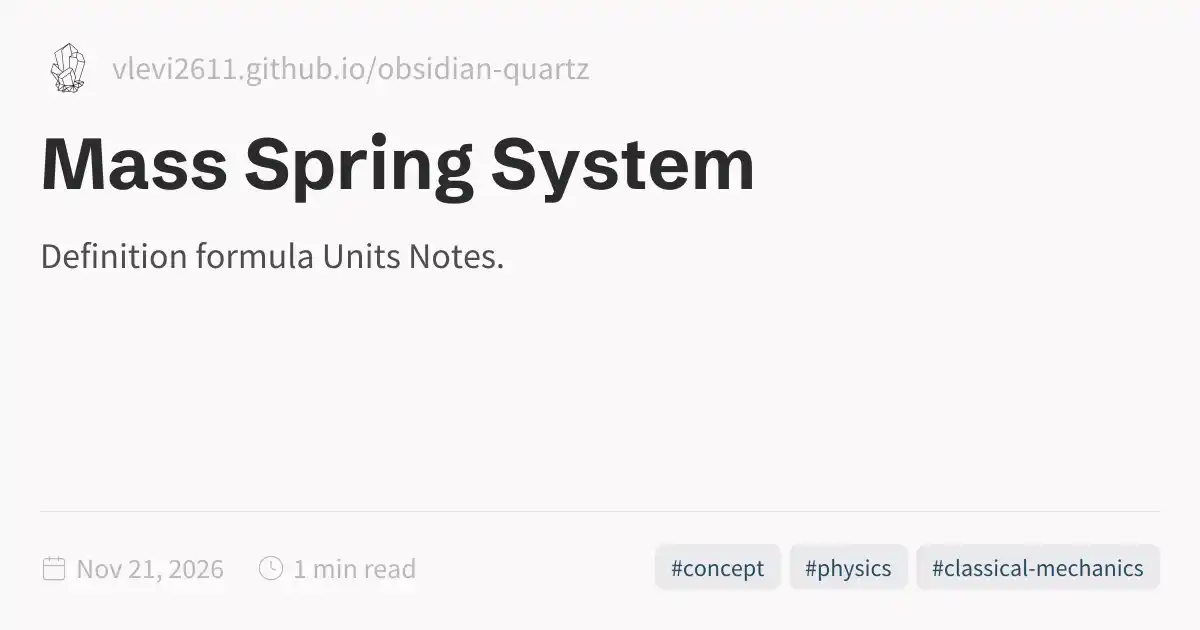 vlevi2611.github.io/obsidian-quartz
Mass Spring System
Definition formula Units Notes.
Nov 21, 2026 1 min read #concept #physics #classical-mechanics